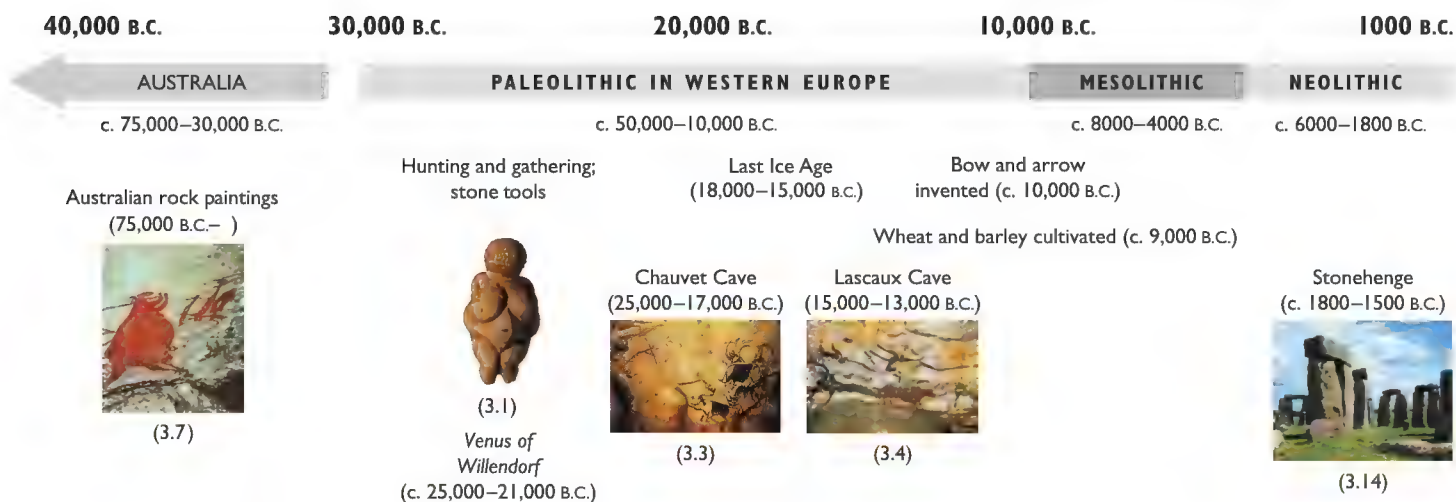 40,000 B.C. 30,000 B.C. 20,000 B.C. 10,000 B.C. 1000 B.C.
AUSTRALIA PALEOLITHIC IN WESTERN EUROPE MESOLITHIC NEOLITHIC
c. 75,000–30,000 B.C. c. 50,000–10,000 B.C. c. 8000–4000 B.C. c. 6000–1800 B.C.
Hunting and gathering;
stone tools
Last Ice Age
(18,000–15,000 B.C.)
Bow and arrow
invented (c. 10,000 B.C.)
Australian rock paintings
(75,000 B.C.– )
Wheat and barley cultivated (c. 9,000 B.C.)
Chauvet Cave
(25,000–17,000 B.C.)
Lascaux Cave
(15,000–13,000 B.C.)
Stonehenge
(c. 1800–1500 B.C.)
(3.7)
(3.1)
Venus of
Willendorf
(c. 25,000–21,000 B.C.)
(3.3)
(3.4)
(3.14)